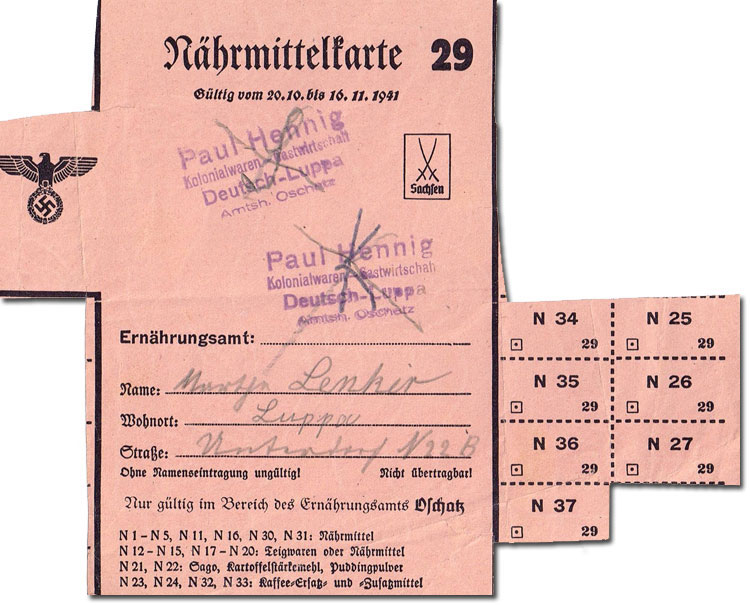 Nährmittelkarte 29
Gültig vom 20.10. bis 16.11.1941
Paul Hennig
Kolonialwaren - Gastwirtschaft
Deutsch-Luppa
Amtsh. Oschatz
Sachsen
Paul Hennig
Kolonialwaren - Gastwirtschaft
Deutsch-Luppa
Amtsh. Oschatz
Ernährungsamt:
Name: Lenkir
Wohnort: Luppa
Straße: Unterdorf N 22 B
Ohne Namenseintragung ungültig! Nicht übertragbar!
Nur gültig im Bereich des Ernährungsamts Oschatz
N 1 - N 5, N 11, N 16, N 30, N 31: Nährmittel
N 12 - N 15, N 17 - N 20: Teigwaren oder Nährmittel
N 21, N 22: Sago, Kartoffelstärkemehl, Puddingpulver
N 23, N 24, N 32, N 33: Kaffee-Ersatz- und -Zusatzmittel
N 34 N 25
29 29
N 35 N 26
29 29
N 36 N 27
29 29
N 37
29